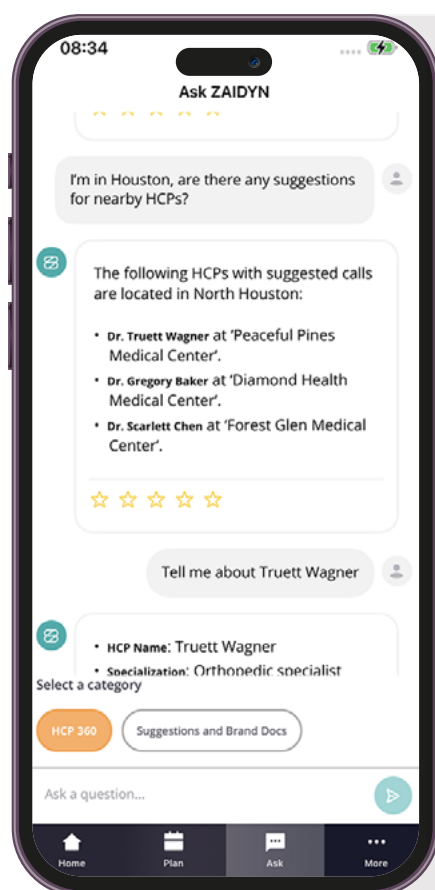 08:34
Ask ZAIDYN
I'm in Houston, are there any suggestions
for nearby HCPs?
The following HCPs with suggested calls
are located in North Houston:
• Dr. Truett Wagner at 'Peaceful Pines
Medical Center'.
• Dr. Gregory Baker at 'Diamond Health
Medical Center'.
• Dr. Scarlett Chen at 'Forest Glen Medical
Center'.
Tell me about Truett Wagner
• HCP Name: Truett Wagner
• Specialization: Orthopedic specialist
Select a category
HCP 360
Suggestions and Brand Docs
Ask a question...
Home
Plan
Ask
More